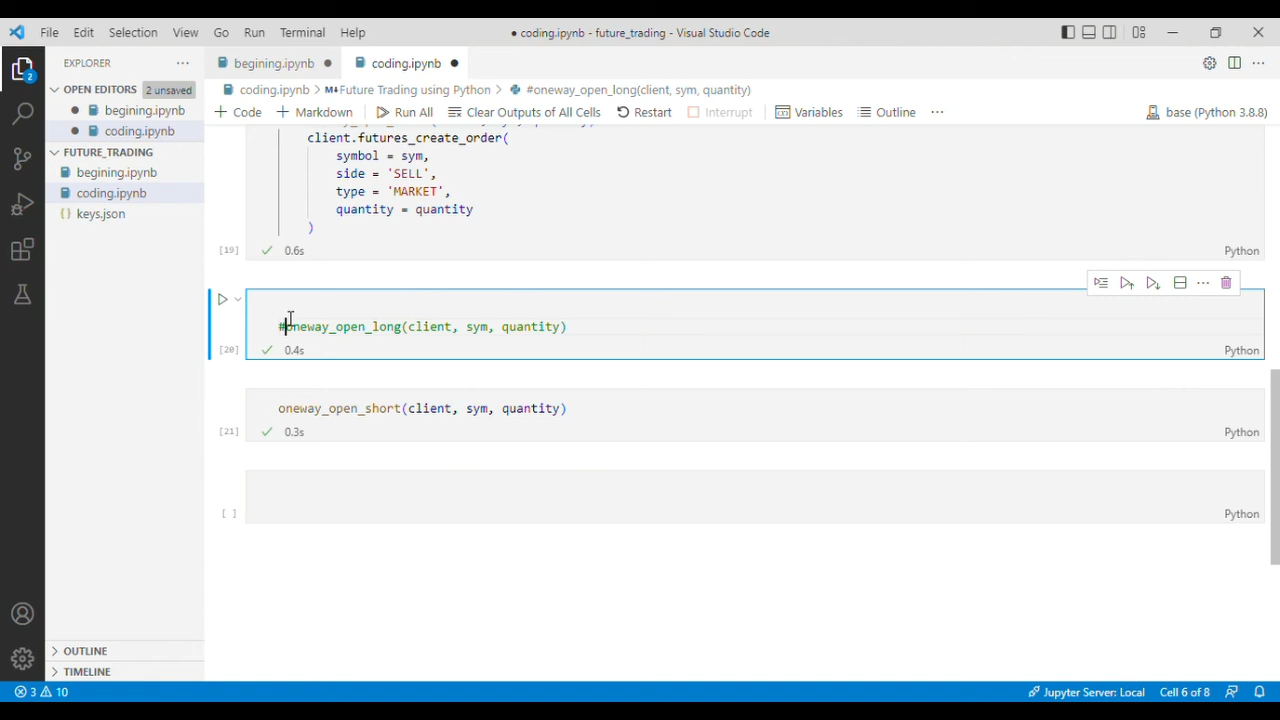 File Edit Selection View Go Run Terminal Help ● coding.ipynb - future_trading - Visual Studio Code
EXPLORER ··· begining.ipynb ● coding.ipynb ●
OPEN EDITORS 2 unsaved coding.ipynb > Future Trading using Python > #oneway_open_long(client, sym, quantity)
● begining.ipynb
● coding.ipynb
+ Code + Markdown Run All Clear Outputs of All Cells Restart Interrupt Variables Outline ··· base (Python 3.8.8)
FUTURE_TRADING
begining.ipynb
coding.ipynb
{} keys.json
client.futures_create_order(
symbol = sym,
side = 'SELL',
type = 'MARKET',
quantity = quantity
)
[19] ✓ 0.6s Python
#oneway_open_long(client, sym, quantity)
[20] ✓ 0.4s Python
oneway_open_short(client, sym, quantity)
[21] ✓ 0.3s Python
[ ] Python
2
OUTLINE
TIMELINE
3 10 Jupyter Server: Local Cell 6 of 8